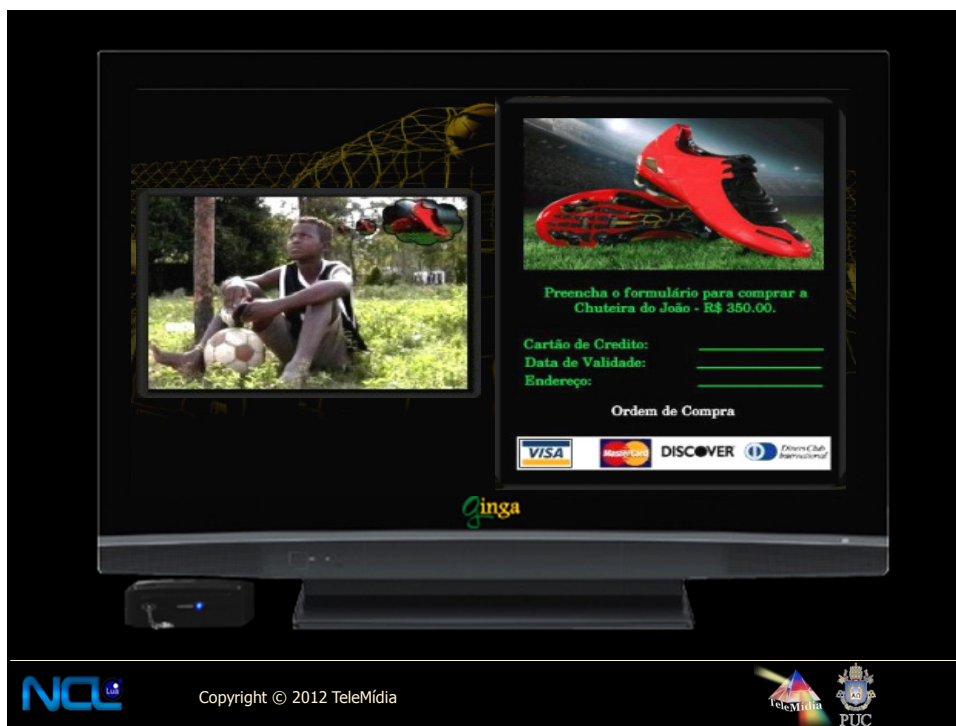 Preencha o formulário para comprar a
Chuteira do João - R$ 350.00.
Cartão de Credito:
Data de Validade:
Endereço:
Ordem de Compra
VISA MasterCard DISCOVER Diners Club
International
Ginga
NCL Lua
Copyright © 2012 TeleMídia
TeleMídia
PUC